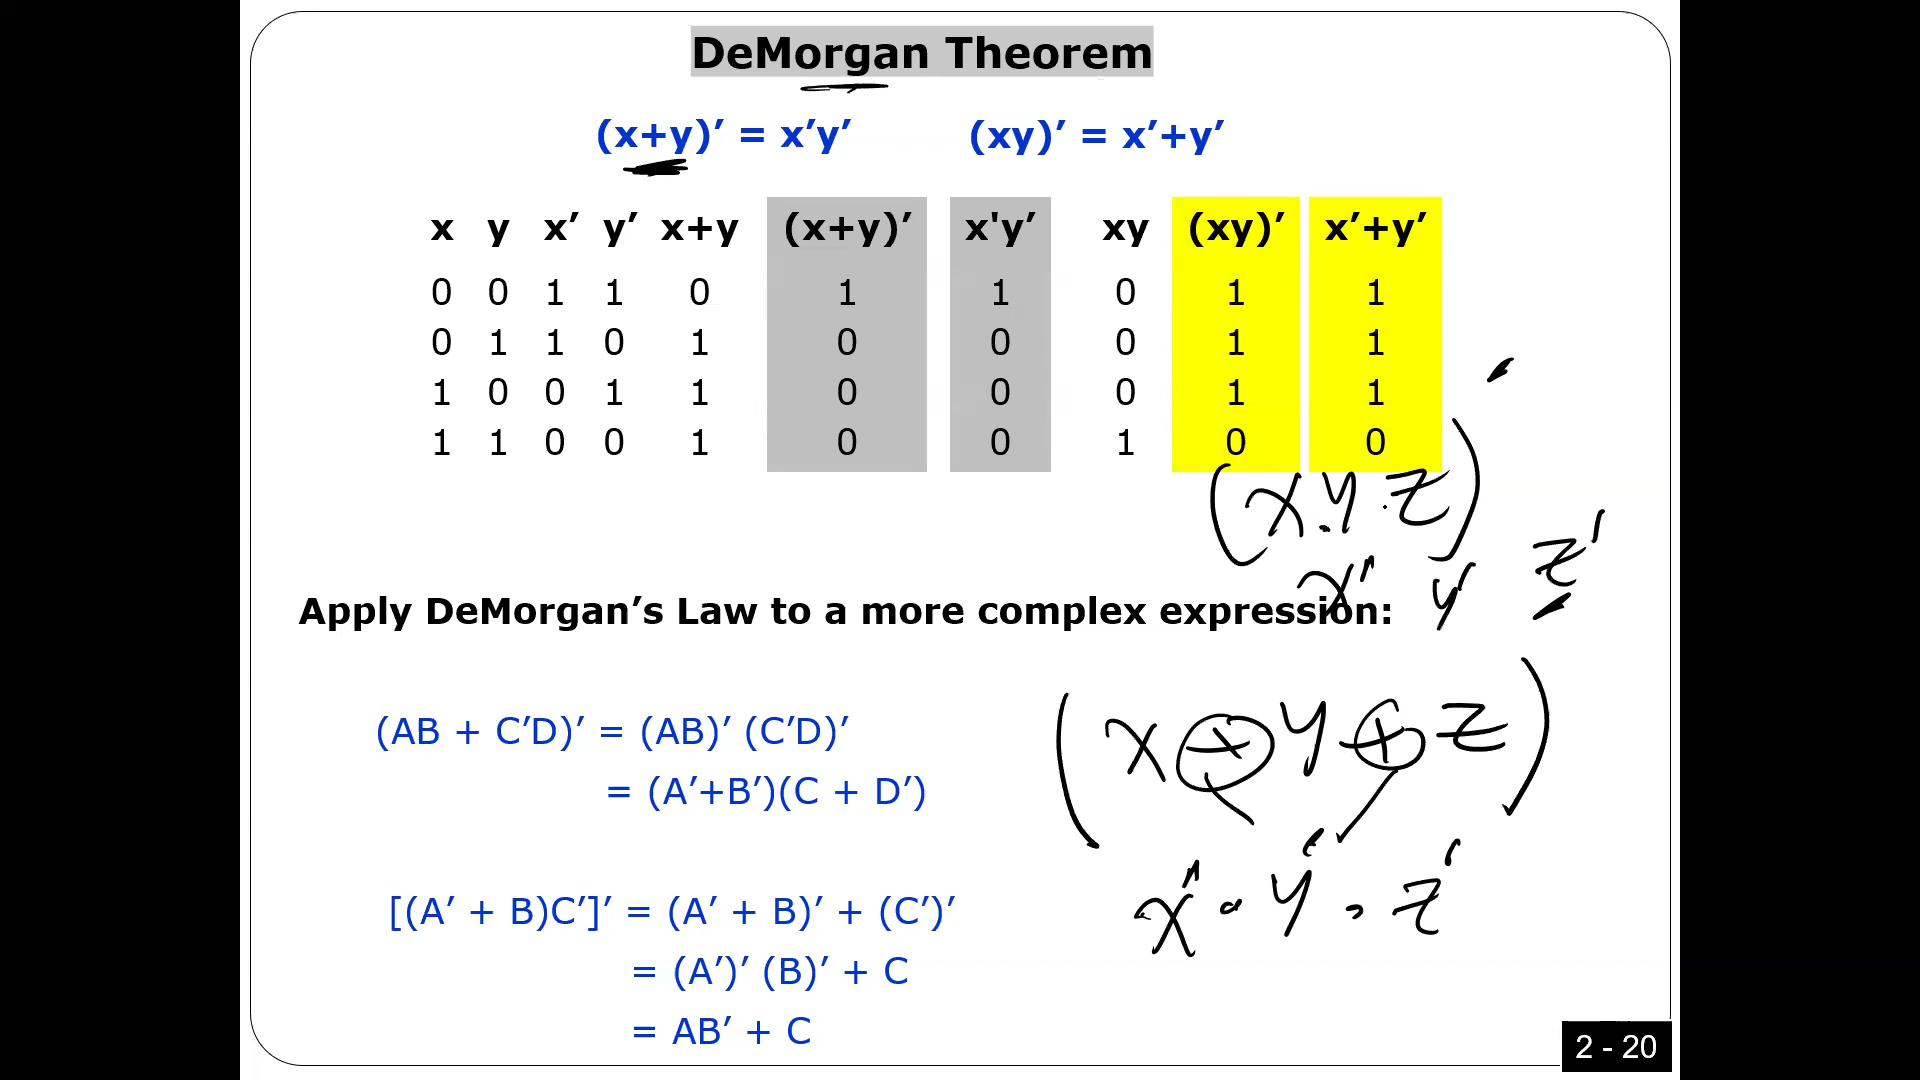 DeMorgan Theorem
(x+y)’ = x’y’ (xy)’ = x’+y’
x y x’ y’ x+y (x+y)’ x'y’ xy (xy)’ x’+y’
0 0 1 1 0 1 1 0 1 1
0 1 1 0 1 0 0 0 1 1
1 0 0 1 1 0 0 0 1 1
1 1 0 0 1 0 0 1 0 0
(x.y.z)'
x' y' z'
Apply DeMorgan’s Law to a more complex expression:
(x+y+z)
(AB + C’D)’ = (AB)’ (C’D)’
= (A’+B’)(C + D’)
x'.y'.z'
[(A’ + B)C’]’ = (A’ + B)’ + (C’)’
= (A’)’ (B)’ + C
= AB’ + C
2 - 20